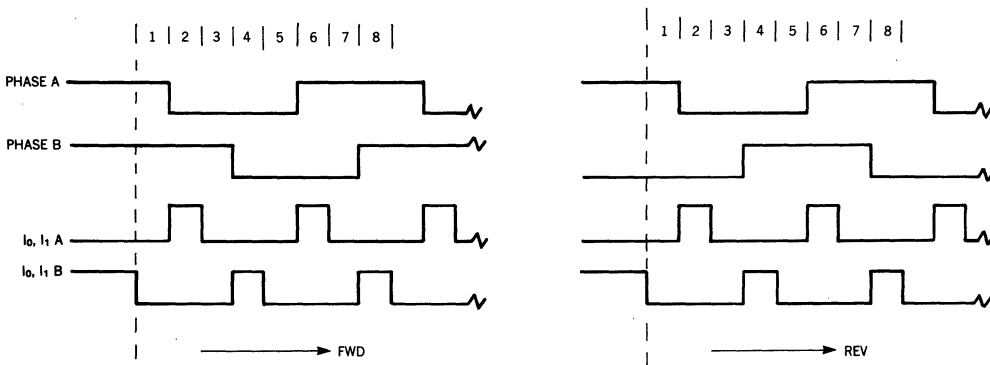 1 | 2 | 3 | 4 | 5 | 6 | 7 | 8
1 | 2 | 3 | 4 | 5 | 6 | 7 | 8
PHASE A
PHASE B
I₀, I₁ A
I₀, I₁ B
FWD
REV